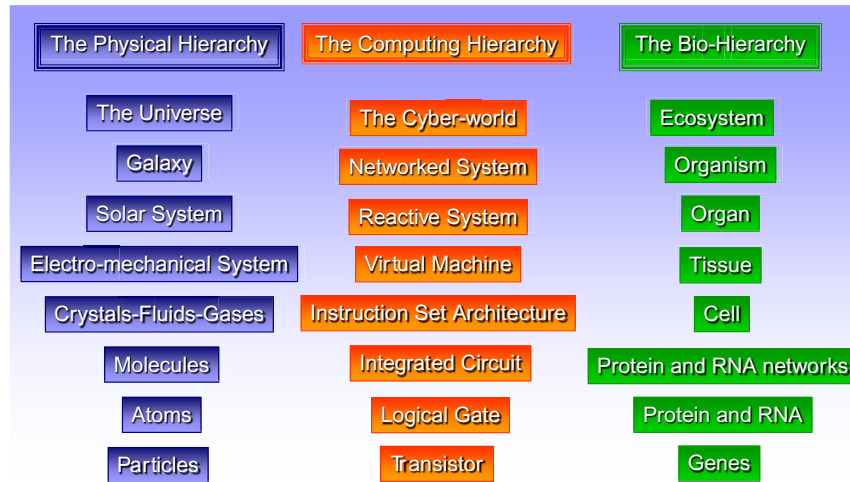 The Physical Hierarchy
The Computing Hierarchy
The Bio-Hierarchy
The Universe
The Cyber-world
Ecosystem
Galaxy
Networked System
Organism
Solar System
Reactive System
Organ
Electro-mechanical System
Virtual Machine
Tissue
Crystals-Fluids-Gases
Instruction Set Architecture
Cell
Molecules
Integrated Circuit
Protein and RNA networks
Atoms
Logical Gate
Protein and RNA
Particles
Transistor
Genes